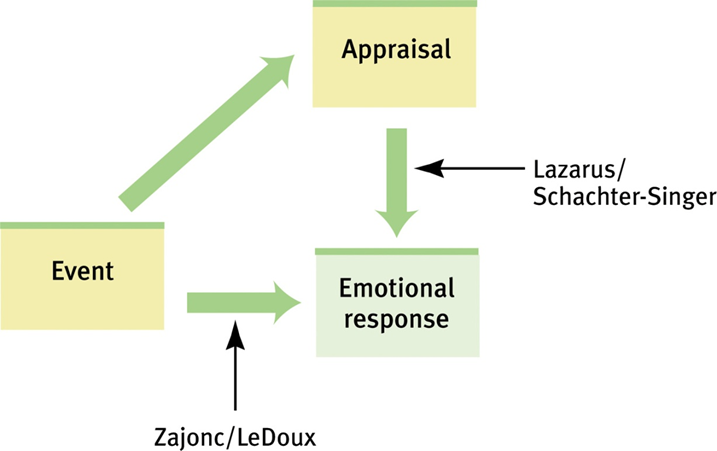 Appraisal
Lazarus/
Schachter-Singer
Event
Emotional
response
Zajonc/LeDoux